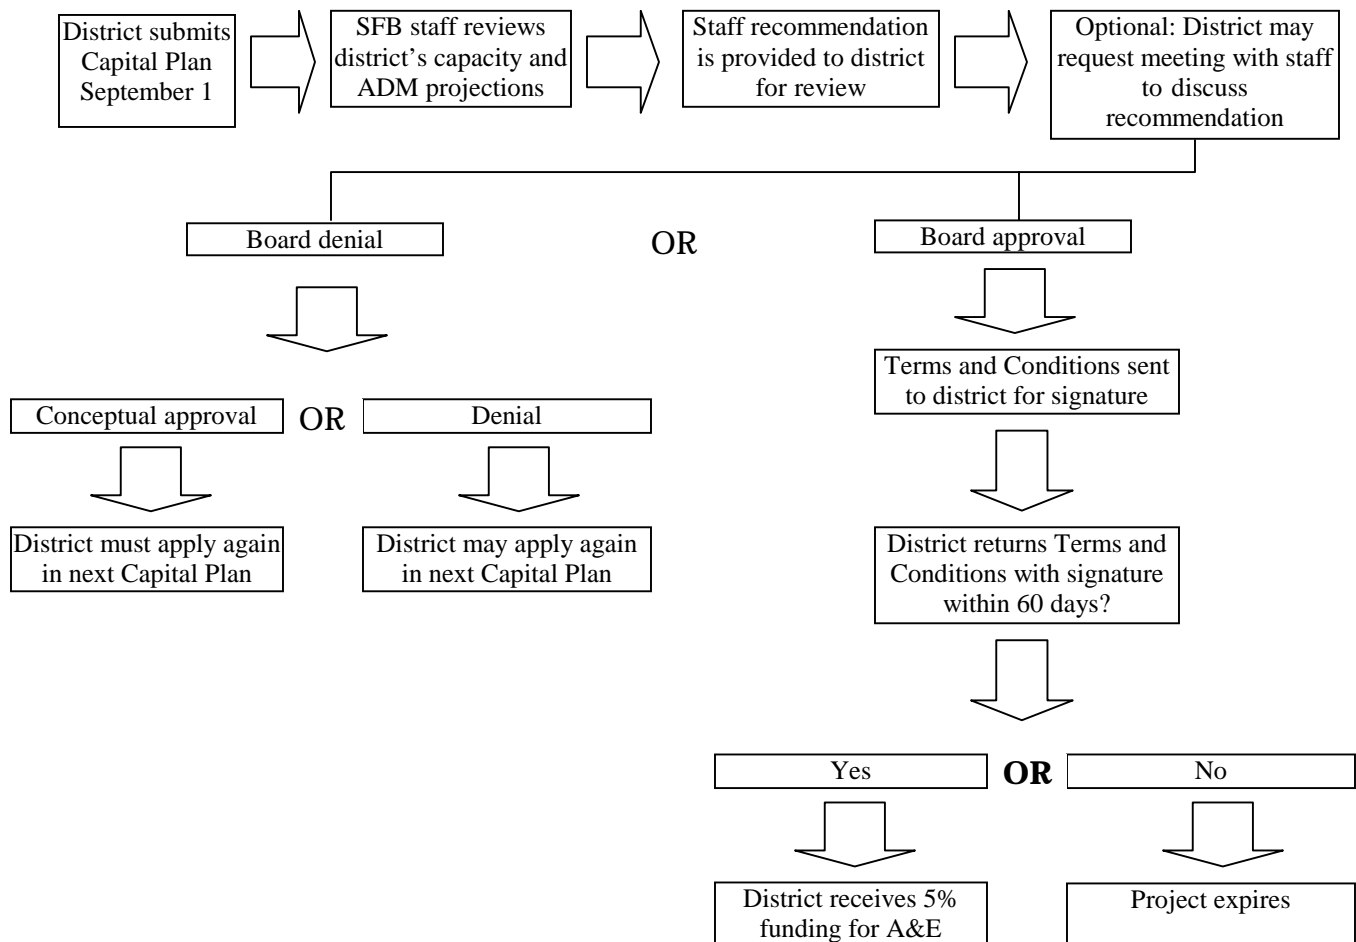 District submits
Capital Plan
September 1
SFB staff reviews
district's capacity and
ADM projections
Staff recommendation
is provided to district
for review
Optional: District may
request meeting with staff
to discuss
recommendation
Board denial
OR
Board approval
Terms and Conditions sent
to district for signature
Conceptual approval
OR
Denial
District must apply again
in next Capital Plan
District may apply again
in next Capital Plan
District returns Terms and
Conditions with signature
within 60 days?
Yes
OR
No
District receives 5%
funding for A&E
Project expires